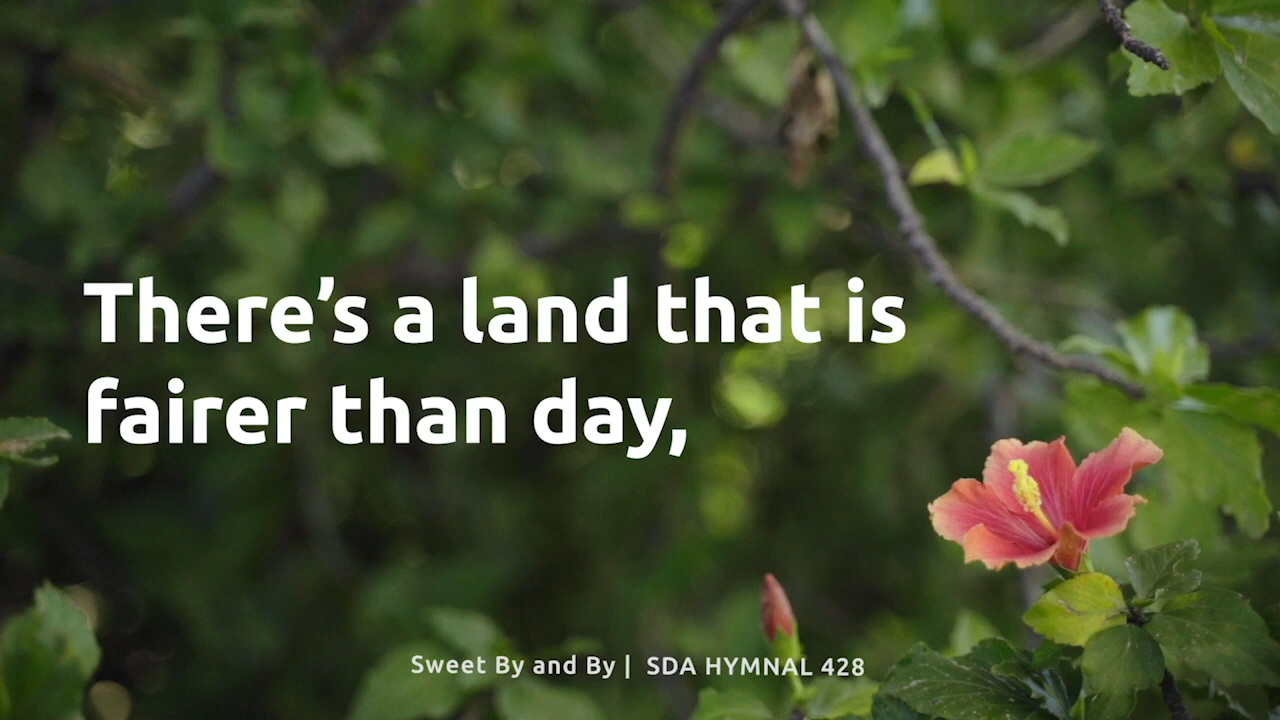 There’s a land that is
fairer than day,
Sweet By and By | SDA HYMNAL 428